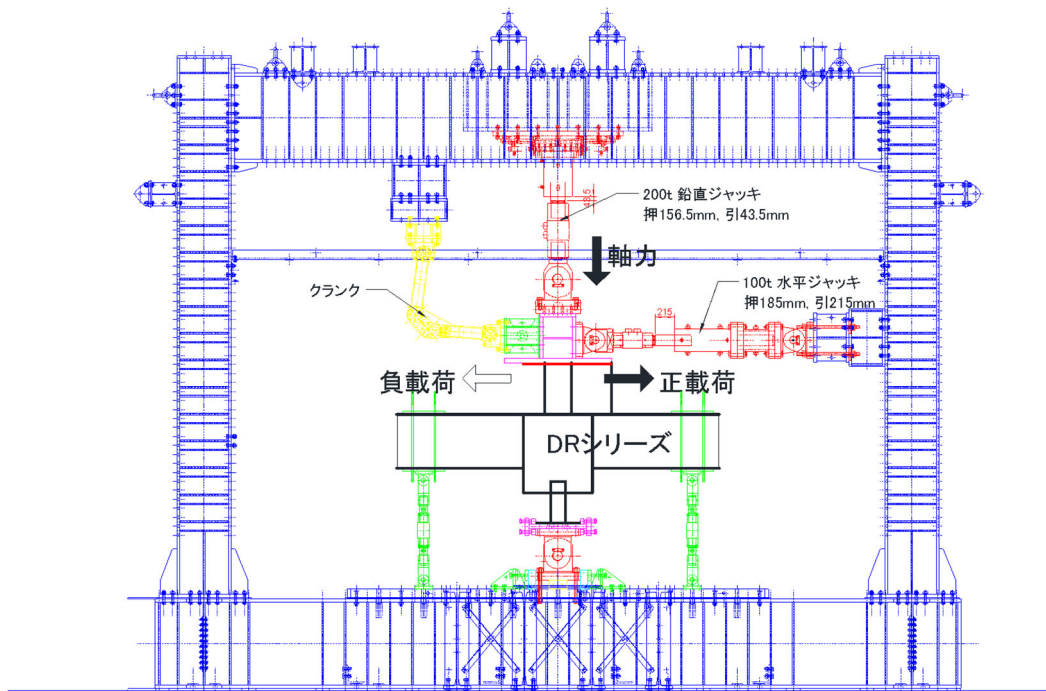 48.5
200t 鉛直ジャッキ
押156.5mm, 引43.5mm
軸力
クランク
100t 水平ジャッキ
押185mm, 引215mm
215
負載荷
正載荷
DRシリーズ